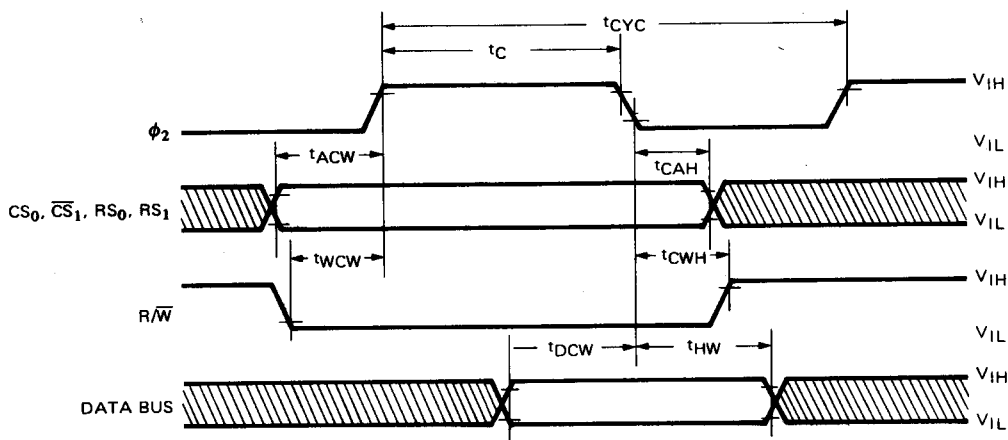 tCYC
tC
VIH
φ2
VIL
tACW
tCAH
VIH
CS0, CS1, RS0, RS1
VIL
tWCW
tCWH
VIH
R/W
VIL
tDCW
tHW
VIH
DATA BUS
VIL